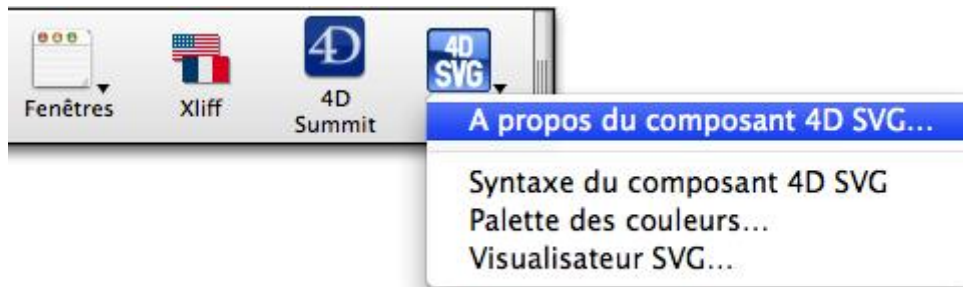 4D
4D
SVG
Fenêtres
Xliff
4D
Summit
A propos du composant 4D SVG...
Syntaxe du composant 4D SVG
Palette des couleurs...
Visualisateur SVG...